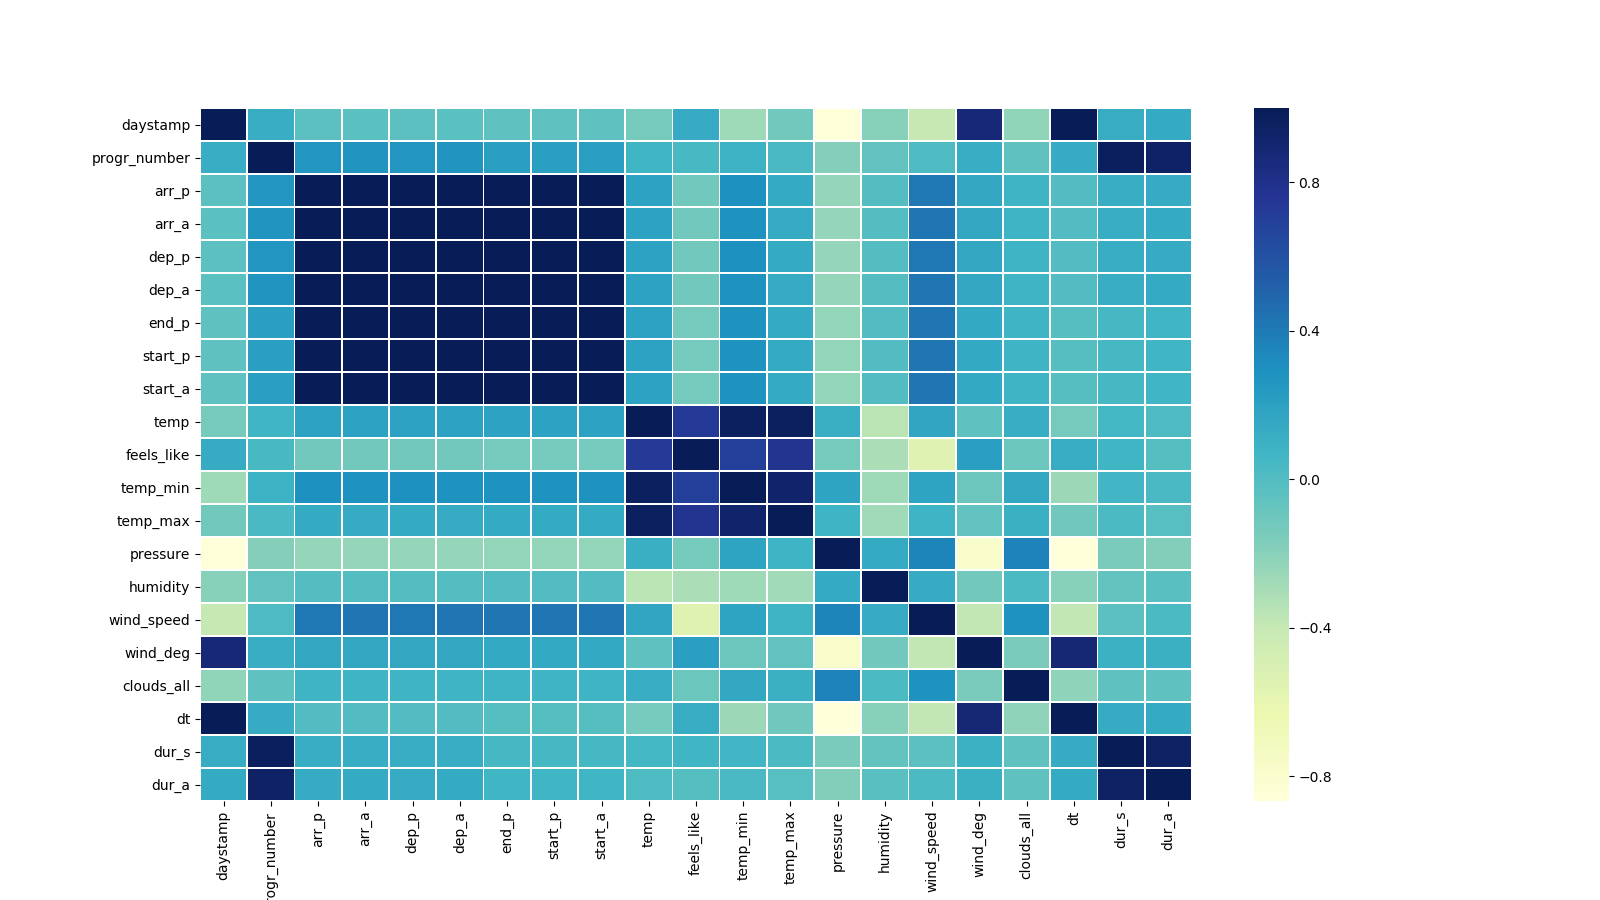 daystamp
progr_number
arr_p
arr_a
dep_p
dep_a
end_p
start_p
start_a
temp
feels_like
temp_min
temp_max
pressure
humidity
wind_speed
wind_deg
clouds_all
dt
dur_s
dur_a
daystamp
rogr_number
arr_p
arr_a
dep_p
dep_a
end_p
start_p
start_a
temp
feels_like
temp_min
temp_max
pressure
humidity
wind_speed
wind_deg
clouds_all
dt
dur_s
dur_a
0.8
0.4
0.0
−0.4
−0.8